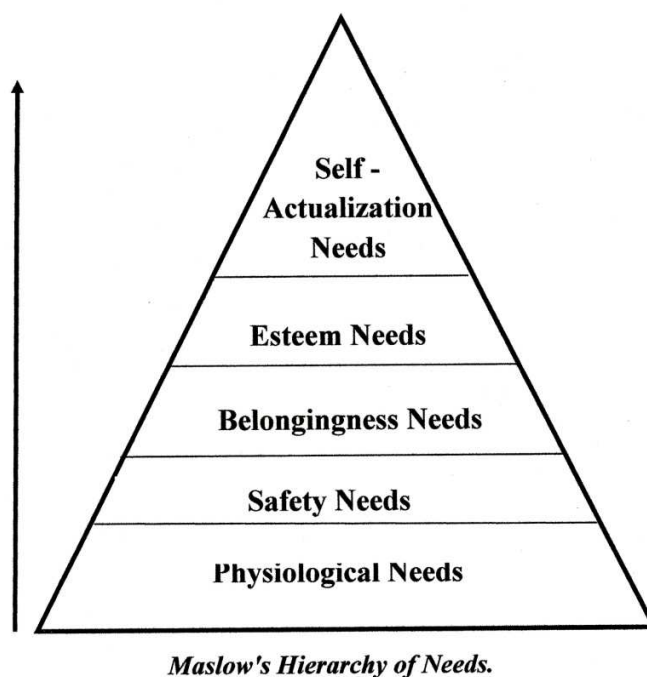 Self -
Actualization
Needs
Esteem Needs
Belongingness Needs
Safety Needs
Physiological Needs
Maslow's Hierarchy of Needs.